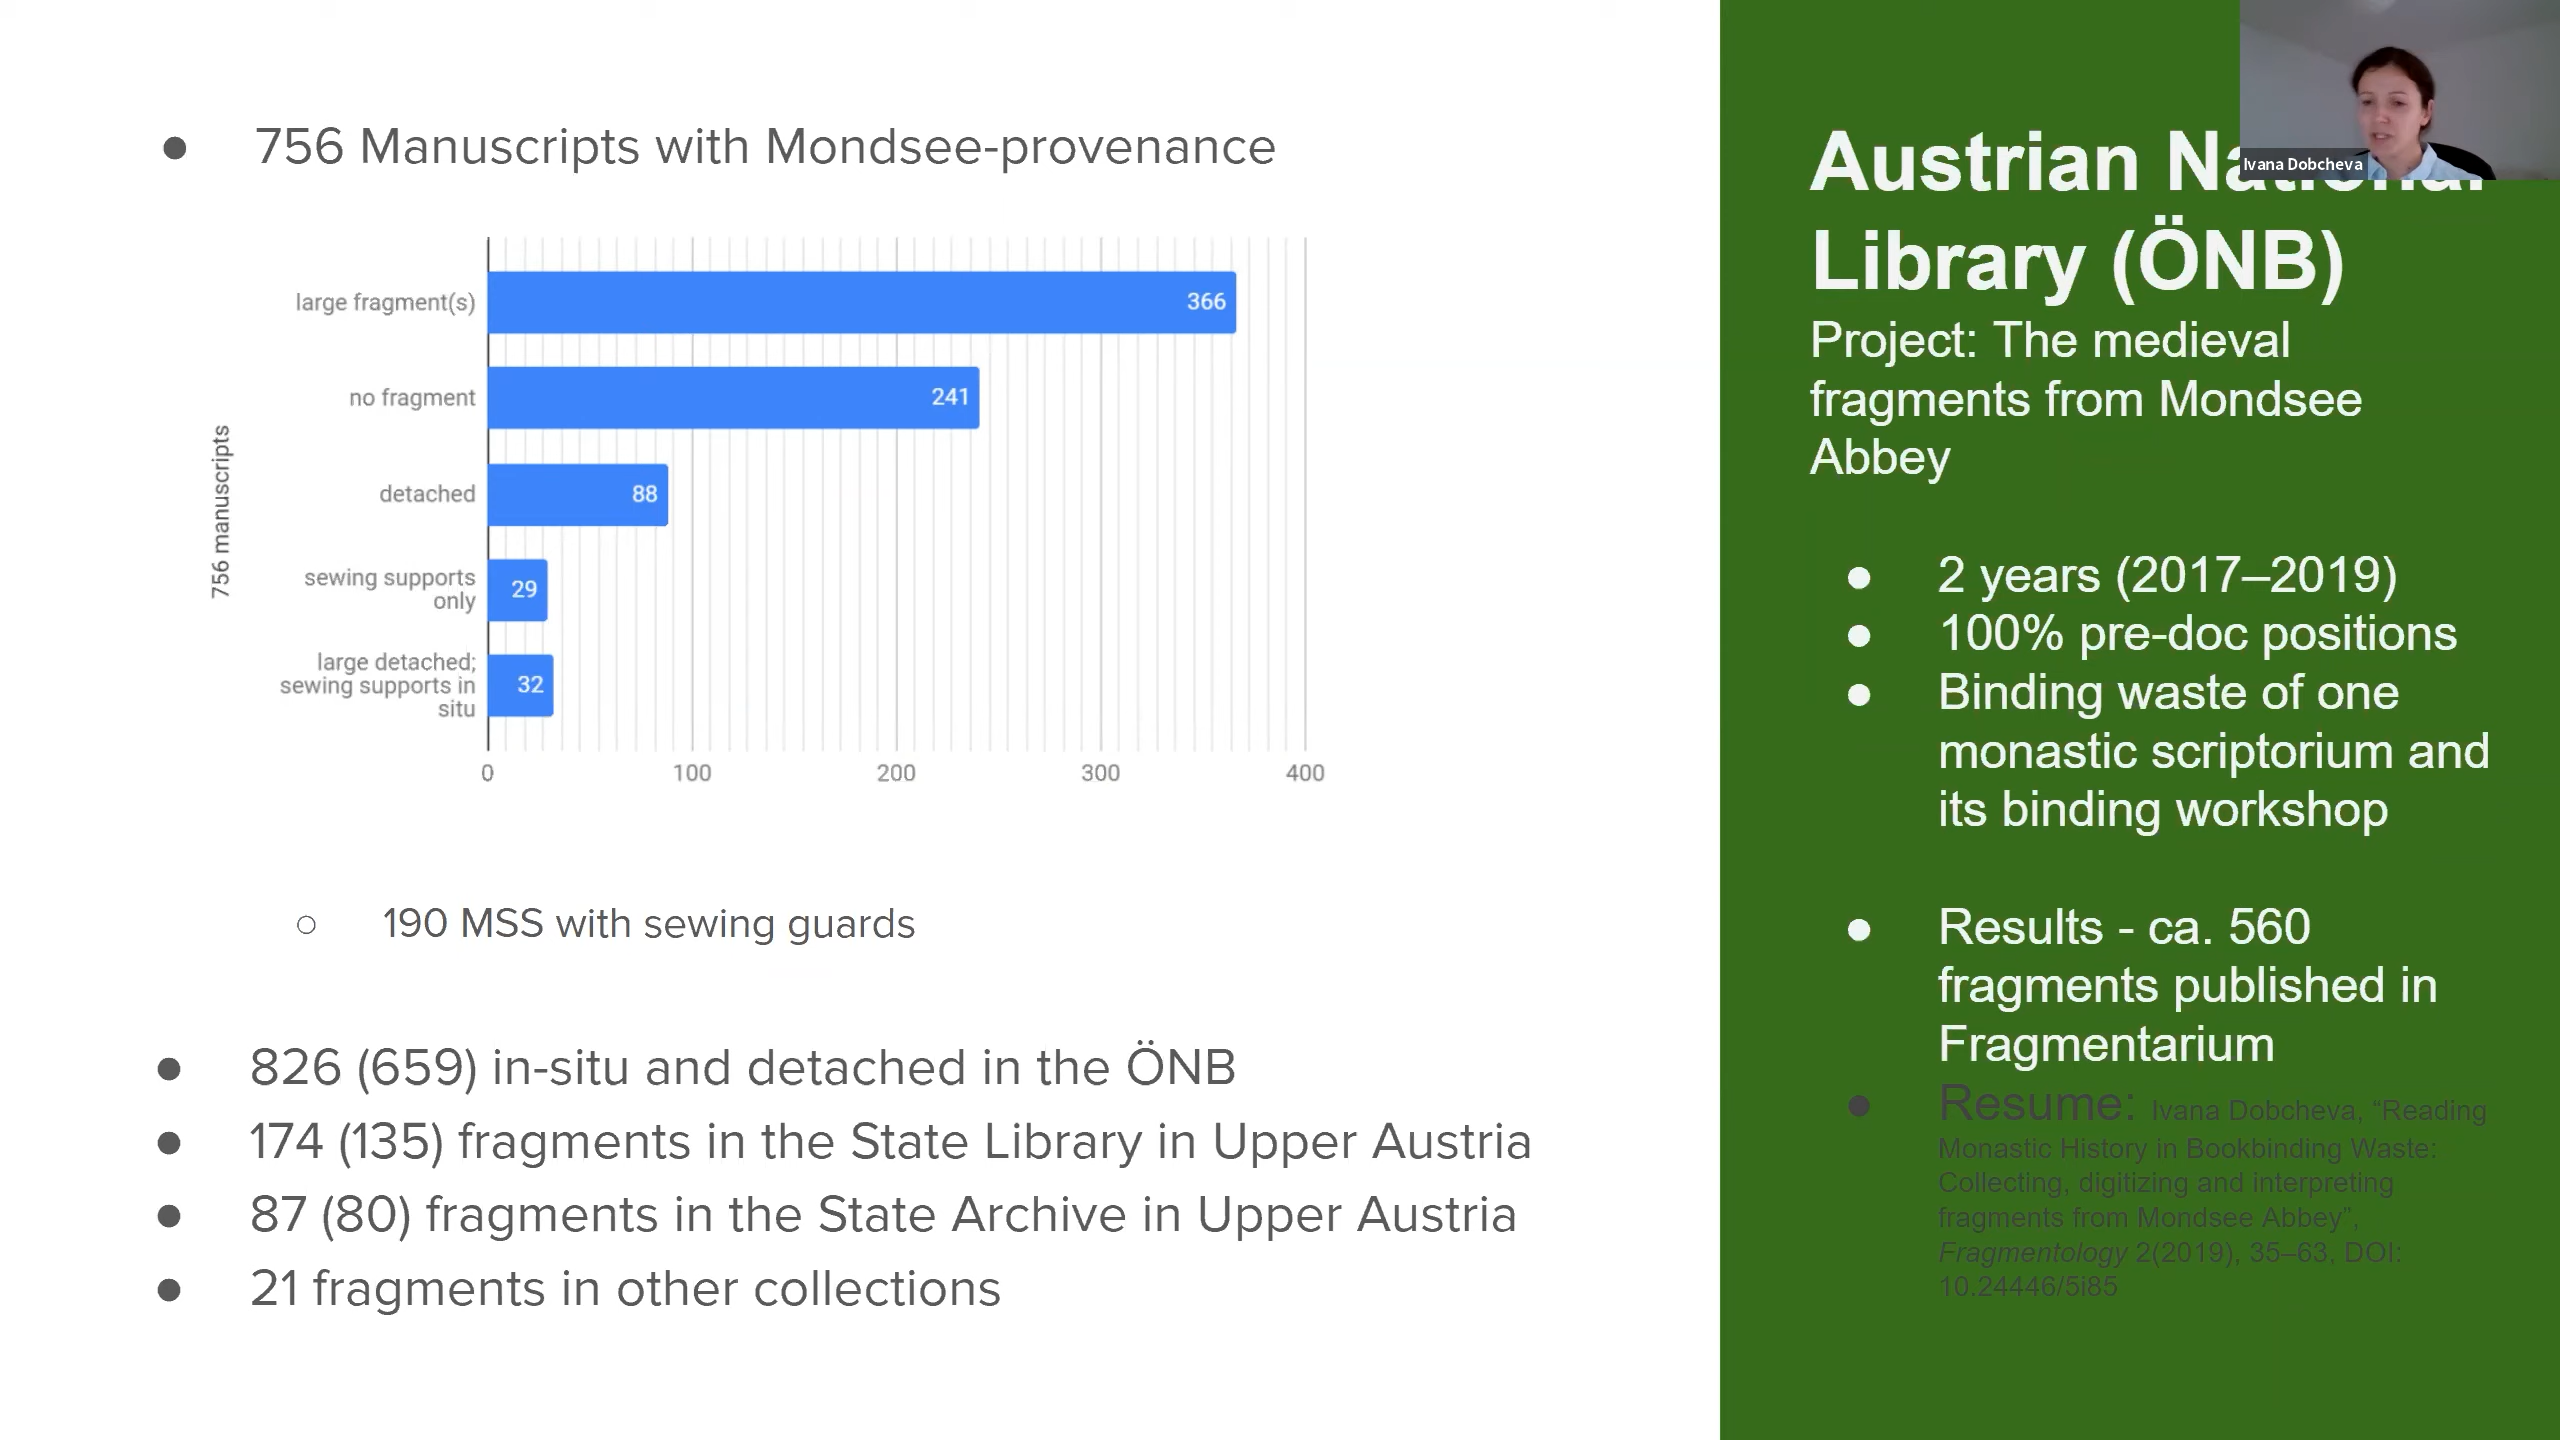 756 Manuscripts with Mondsee-provenance
756 manuscripts
large fragment(s)
366
no fragment
241
detached
88
sewing supports
only
29
large detached;
sewing supports in
situ
32
0 100 200 300 400
190 MSS with sewing guards
826 (659) in-situ and detached in the ÖNB
174 (135) fragments in the State Library in Upper Austria
87 (80) fragments in the State Archive in Upper Austria
21 fragments in other collections
Ivana Dobcheva
Austrian National
Library (ÖNB)
Project: The medieval
fragments from Mondsee
Abbey
2 years (2017–2019)
100% pre-doc positions
Binding waste of one
monastic scriptorium and
its binding workshop
Results - ca. 560
fragments published in
Fragmentarium
Resume: Ivana Dobcheva, “Reading
Monastic History in Bookbinding Waste:
Collecting, digitizing and interpreting
fragments from Mondsee Abbey”,
Fragmentology 2(2019), 35–63, DOI:
10.24446/5i85